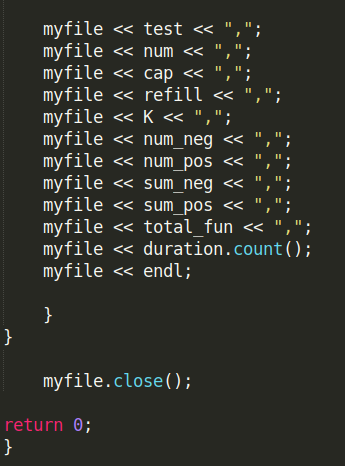 myfile << test << ",";
myfile << num << ",";
myfile << cap << ",";
myfile << refill << ",";
myfile << K << ",";
myfile << num_neg << ",";
myfile << num_pos << ",";
myfile << sum_neg << ",";
myfile << sum_pos << ",";
myfile << total_fun << ",";
myfile << duration.count();
myfile << endl;
}
}
myfile.close();
return 0;
}